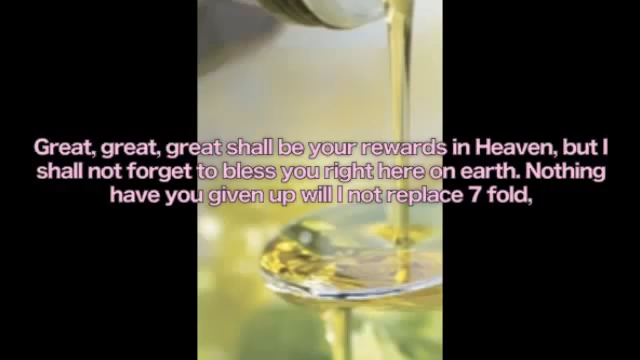 Great, great, great shall be your rewards in Heaven, but I
shall not forget to bless you right here on earth. Nothing
have you given up will I not replace 7 fold,